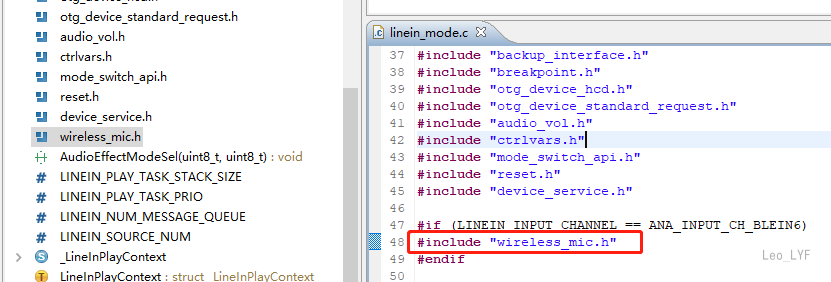 otg_device_standard_request.h
audio_vol.h
ctrlvars.h
mode_switch_api.h
reset.h
device_service.h
wireless_mic.h
AudioEffectModeSel(uint8_t, uint8_t) : void
LINEIN_PLAY_TASK_STACK_SIZE
LINEIN_PLAY_TASK_PRIO
LINEIN_NUM_MESSAGE_QUEUE
LINEIN_SOURCE_NUM
_LineInPlayContext
LineInPlayContext : struct _LineInPlayContext
linein_mode.c
37 #include "backup_interface.h"
38 #include "breakpoint.h"
39 #include "otg_device_hcd.h"
40 #include "otg_device_standard_request.h"
41 #include "audio_vol.h"
42 #include "ctrlvars.h"
43 #include "mode_switch_api.h"
44 #include "reset.h"
45 #include "device_service.h"
46
47 #if (LINEIN_INPUT_CHANNEL == ANA_INPUT_CH_BLEIN6)
48 #include "wireless_mic.h"
49 #endif
50
Leo_LYF